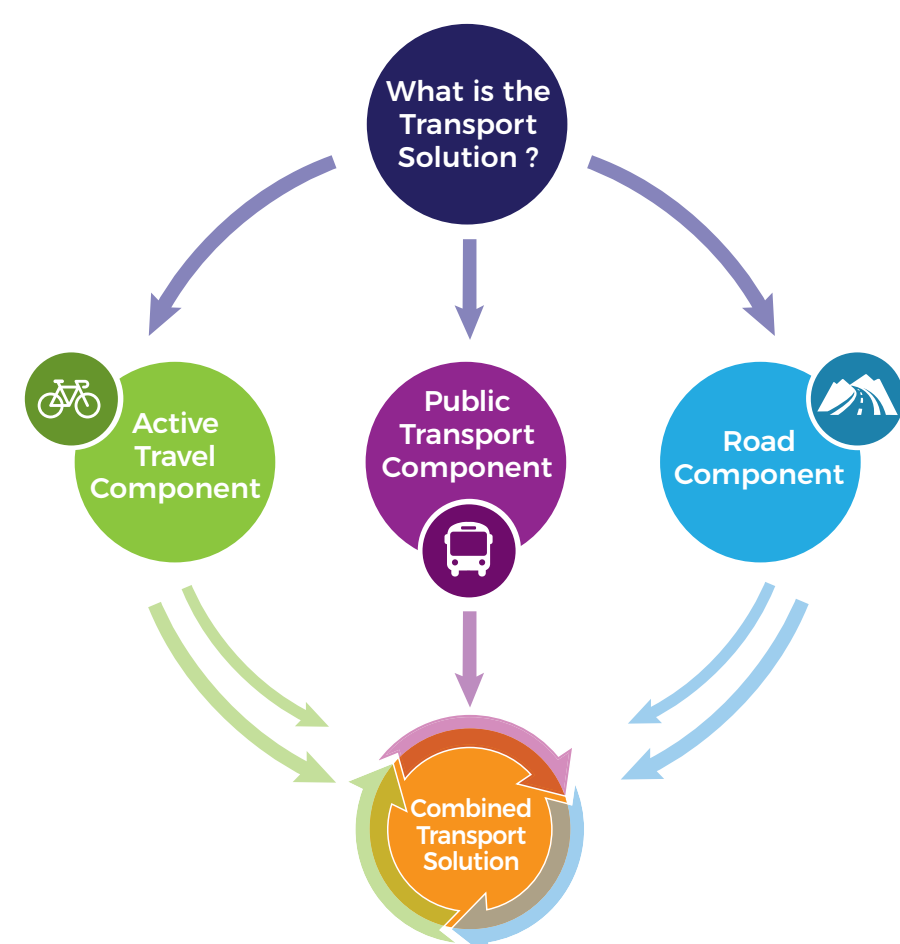 What is the
Transport
Solution ?
Active
Travel
Component
Public
Transport
Component
Road
Component
Combined
Transport
Solution